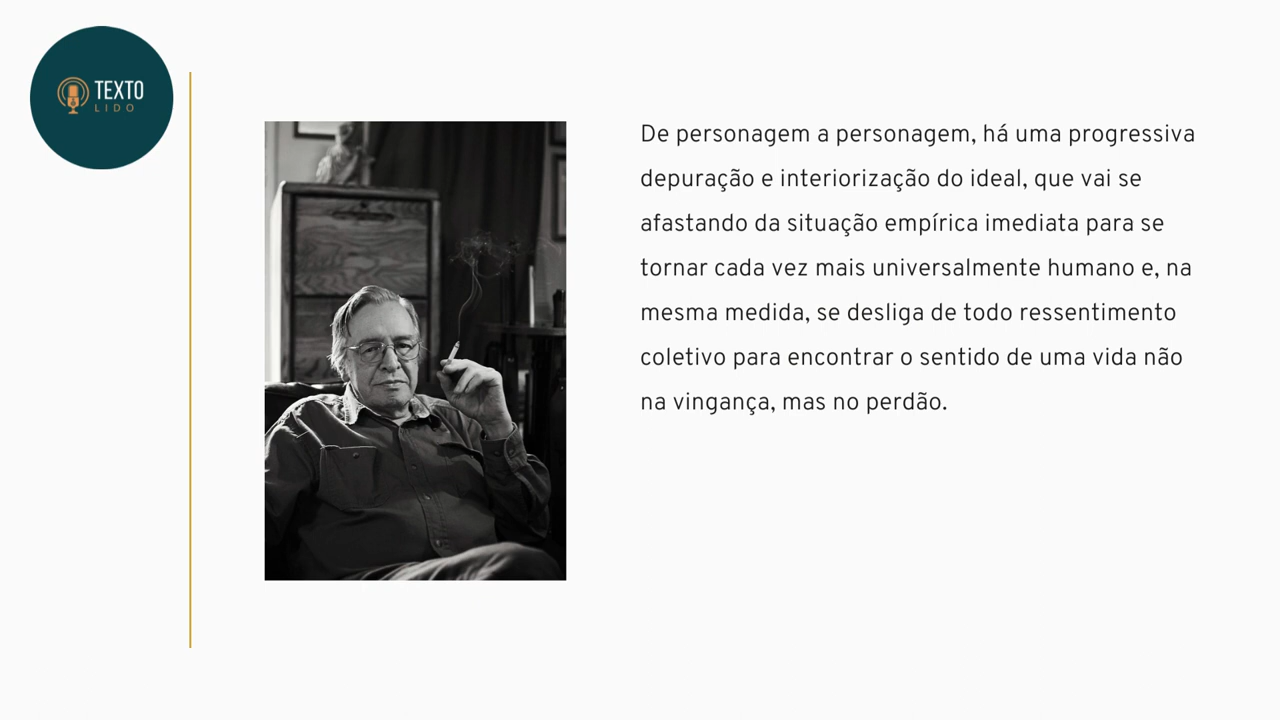 TEXTO
LIDO
De personagem a personagem, há uma progressiva
depuração e interiorização do ideal, que vai se
afastando da situação empírica imediata para se
tornar cada vez mais universalmente humano e, na
mesma medida, se desliga de todo ressentimento
coletivo para encontrar o sentido de uma vida não
na vingança, mas no perdão.